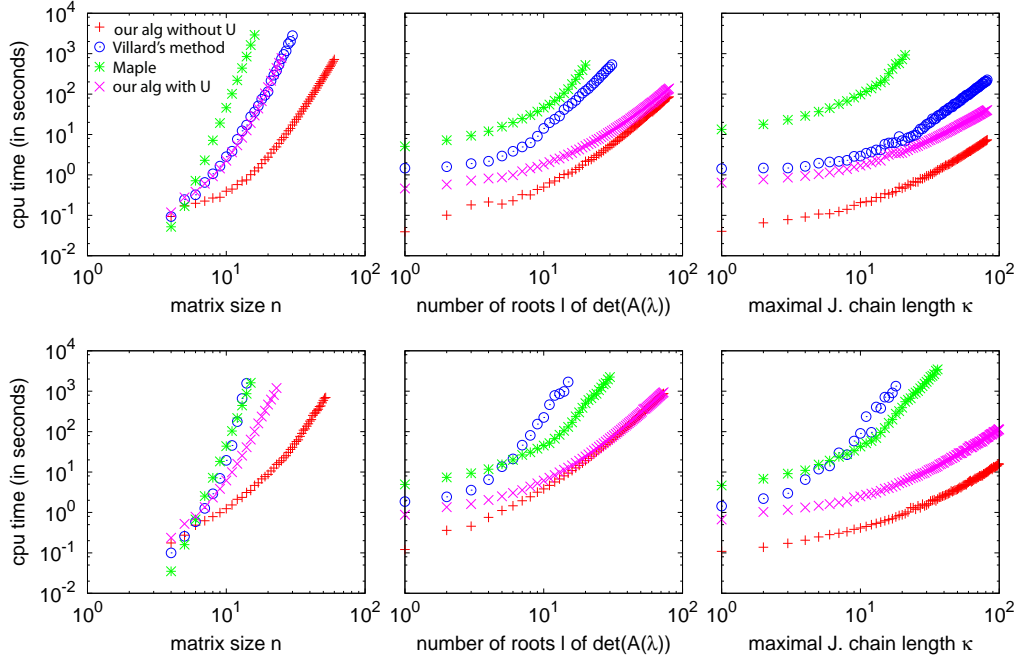 10^4
10^3
10^2
10^1
10^0
10^-1
10^-2
cpu time (in seconds)
our alg without U
Villard's method
Maple
our alg with U
10^0 10^1 10^2
matrix size n
10^0 10^1 10^2
number of roots l of det(A(λ))
10^0 10^1 10^2
maximal J. chain length κ
10^4
10^3
10^2
10^1
10^0
10^-1
10^-2
cpu time (in seconds)
10^0 10^1 10^2
matrix size n
10^0 10^1 10^2
number of roots l of det(A(λ))
10^0 10^1 10^2
maximal J. chain length κ